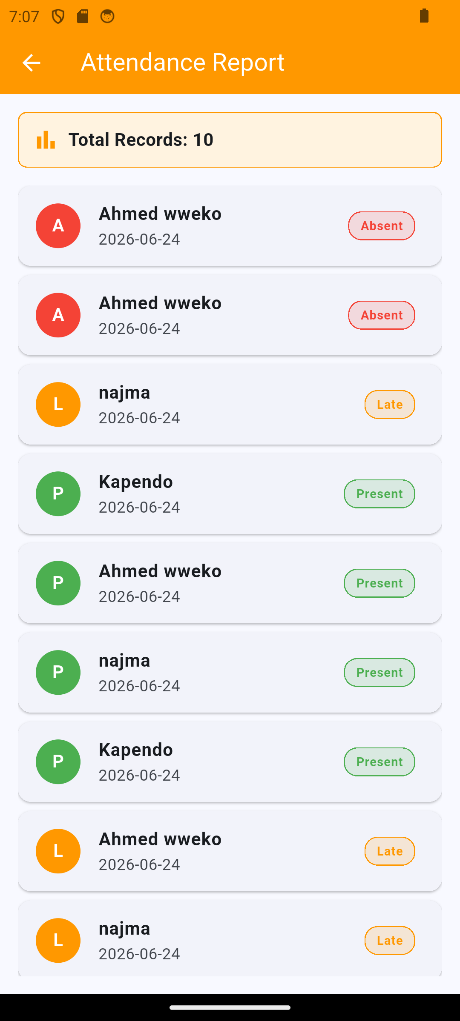 7:07
Attendance Report
Total Records: 10
A
Ahmed wweko
2026-06-24
Absent
A
Ahmed wweko
2026-06-24
Absent
L
najma
2026-06-24
Late
P
Kapendo
2026-06-24
Present
P
Ahmed wweko
2026-06-24
Present
P
najma
2026-06-24
Present
P
Kapendo
2026-06-24
Present
L
Ahmed wweko
2026-06-24
Late
L
najma
2026-06-24
Late